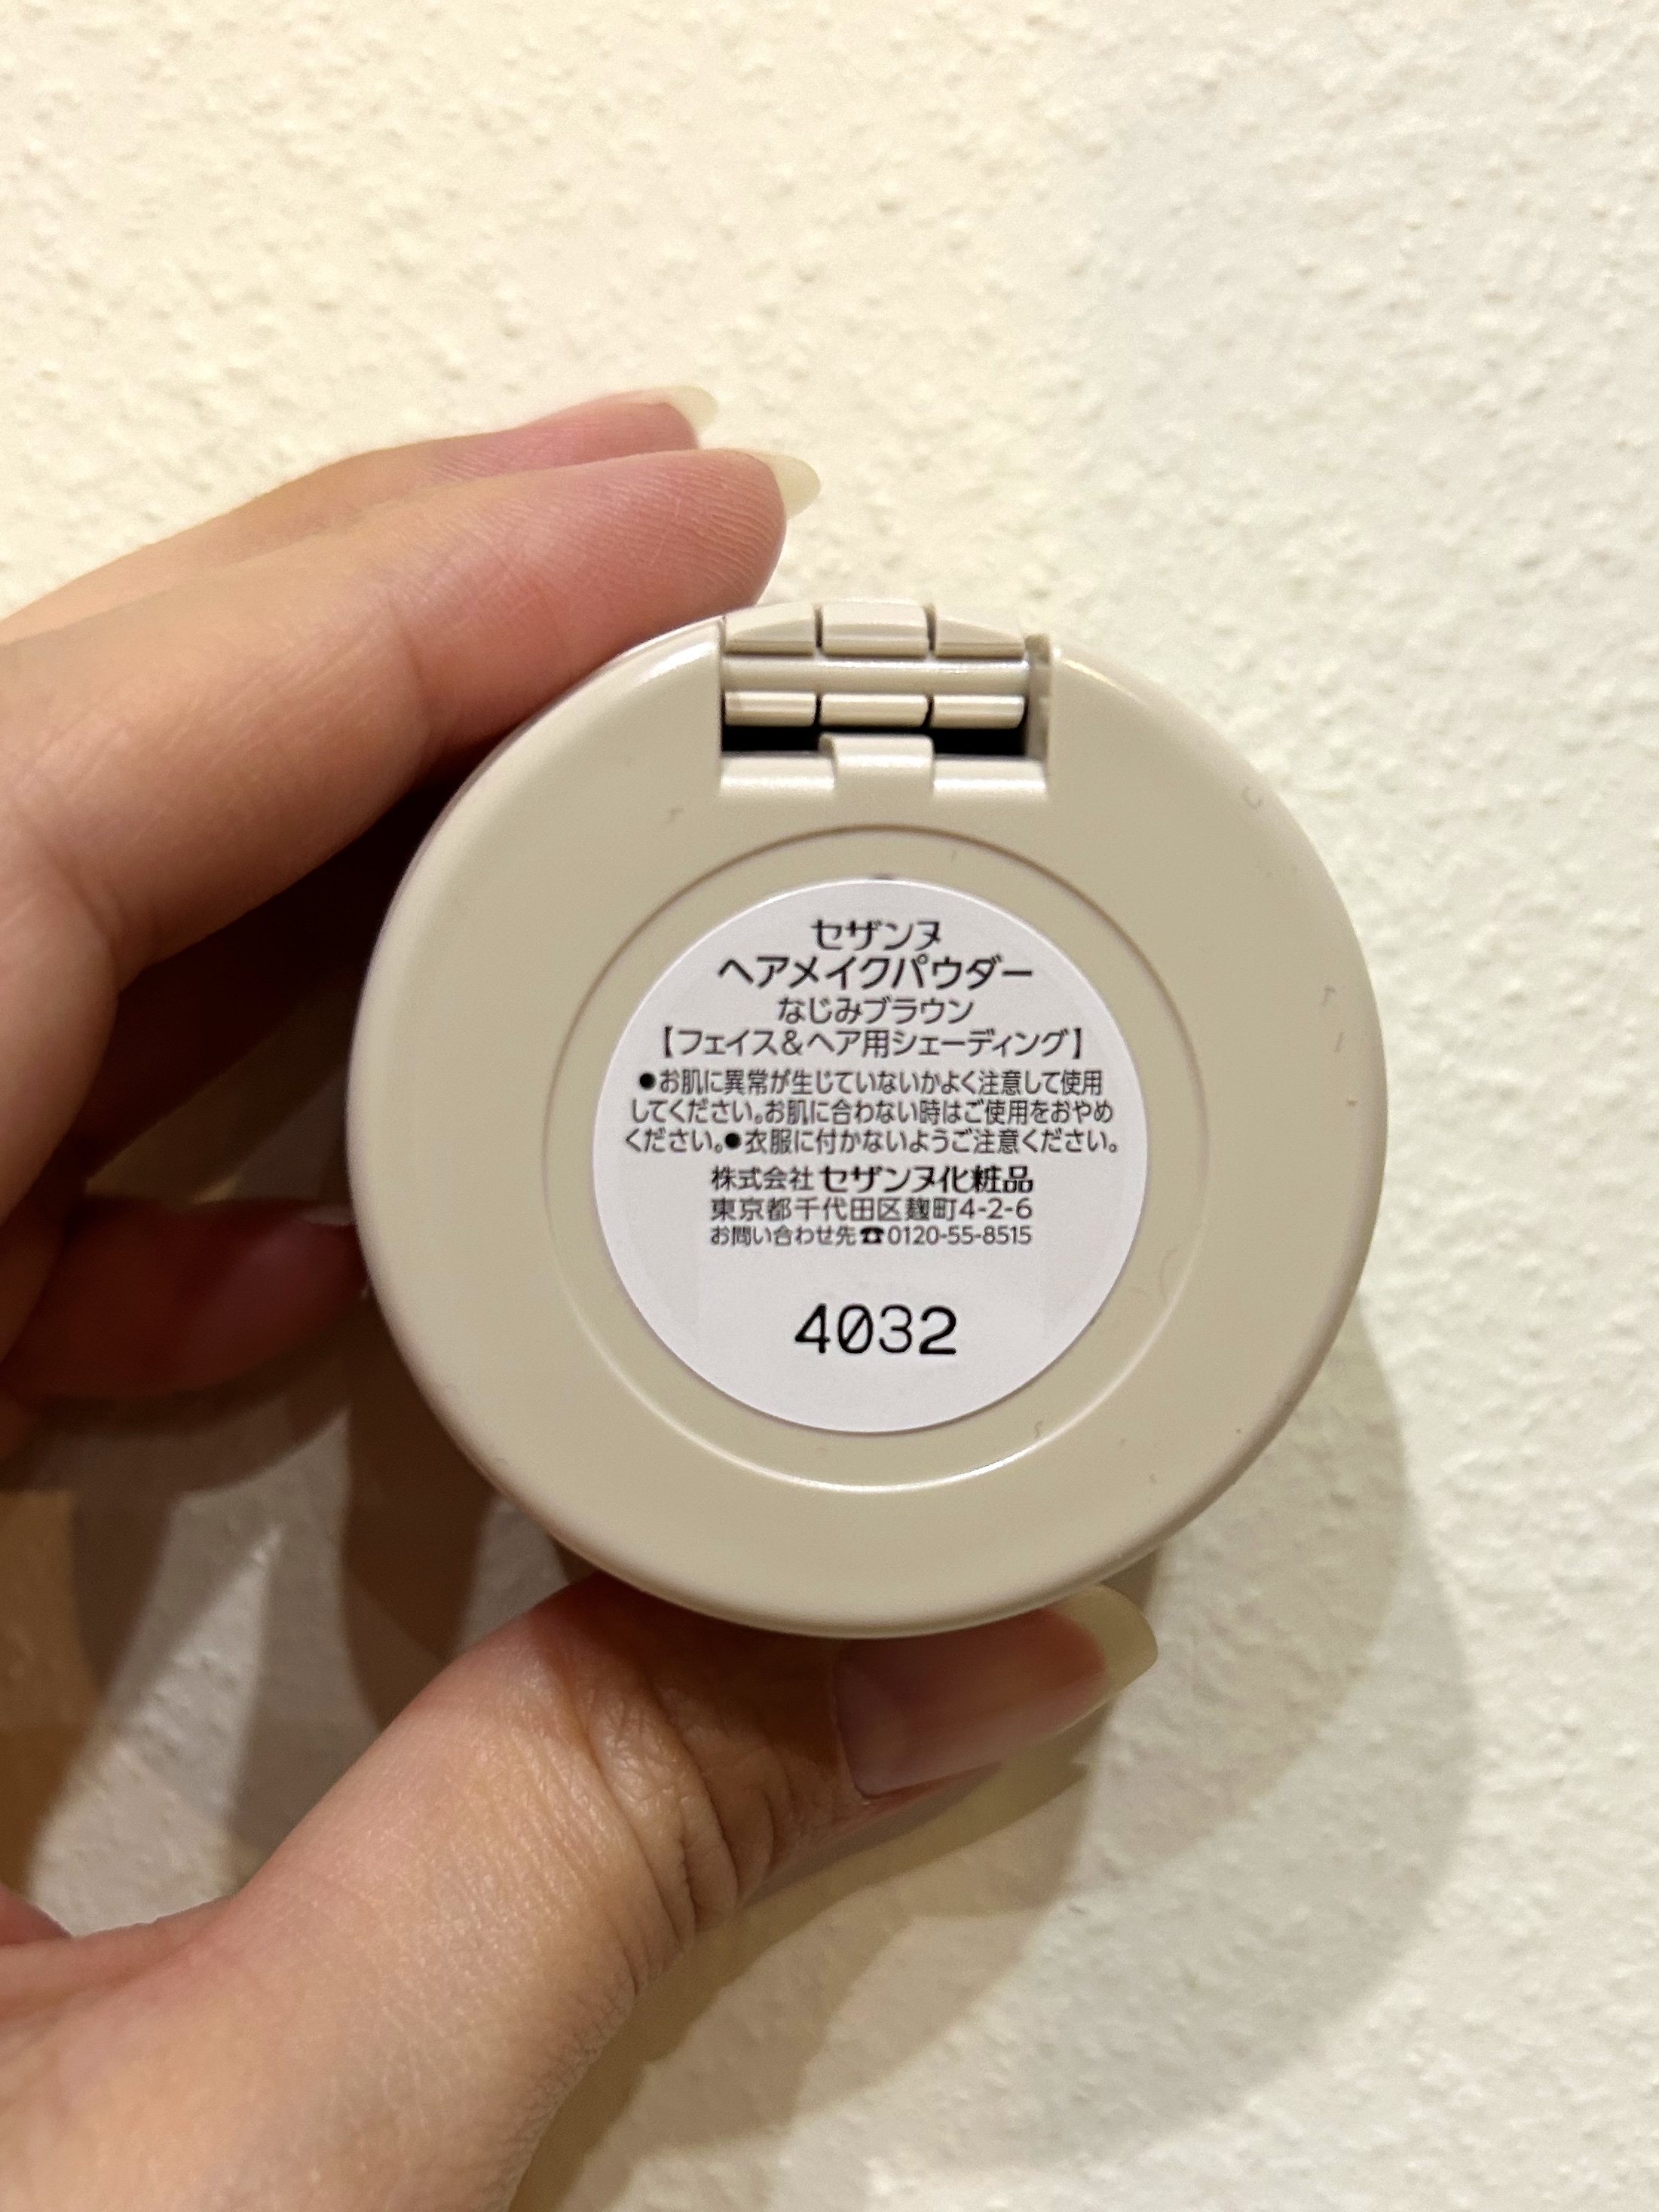 セザンヌ
ヘアメイクパウダー
なじみブラウン
【フェイス&ヘア用シェーディング】
●お肌に異常が生じていないかよく注意して使用
してください。お肌に合わない時はご使用をおやめ
ください。●衣服に付かないようご注意ください。
株式会社 セザンヌ化粧品
東京都千代田区麹町4-2-6
お問い合わせ先☎0120-55-8515
4032